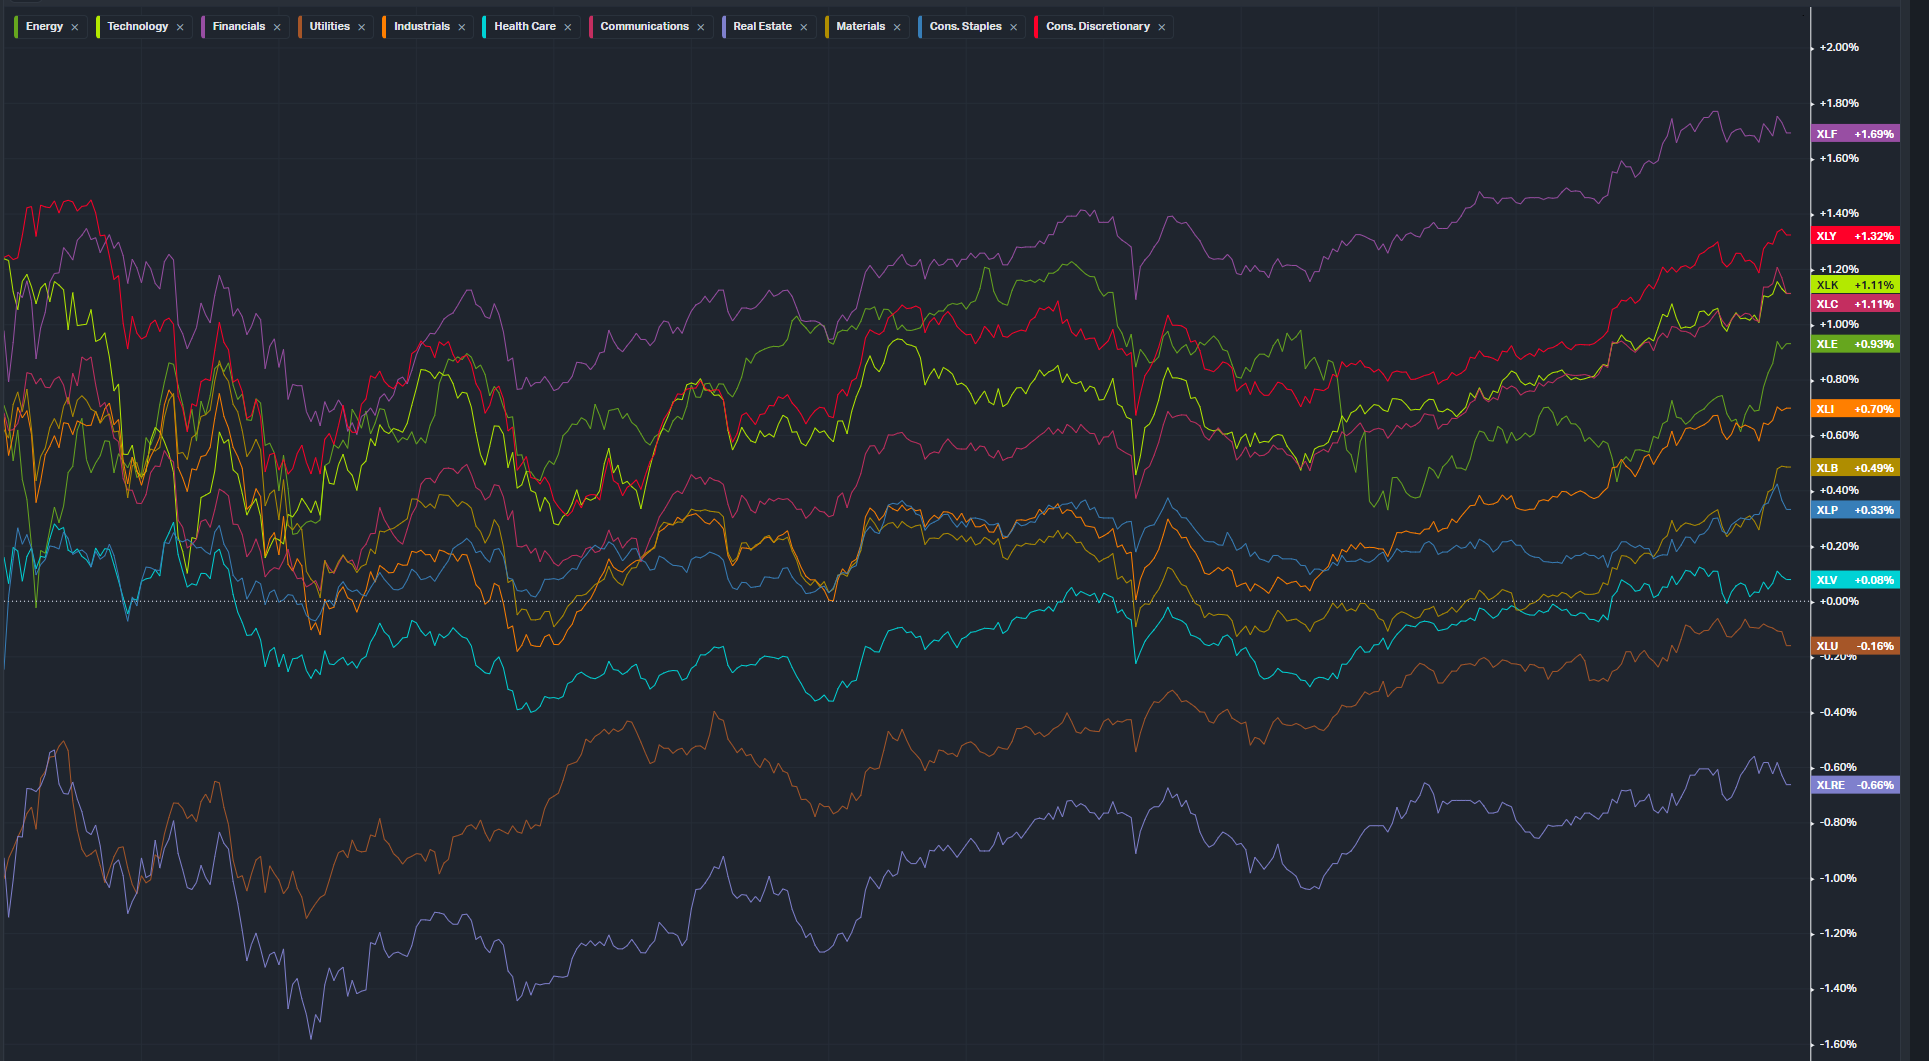 Energy × Technology × Financials × Utilities × Industrials × Health Care × Communications × Real Estate × Materials × Cons. Staples × Cons. Discretionary ×
+2.00%
+1.80%
XLF +1.69%
+1.60%
+1.40%
XLY +1.32%
+1.20%
XLK +1.11%
XLC +1.11%
+1.00%
XLE +0.93%
+0.80%
XLI +0.70%
+0.60%
XLB +0.49%
+0.40%
XLP +0.33%
+0.20%
XLV +0.08%
+0.00%
XLU -0.16%
-0.20%
-0.40%
-0.60%
XLRE -0.66%
-0.80%
-1.00%
-1.20%
-1.40%
-1.60%